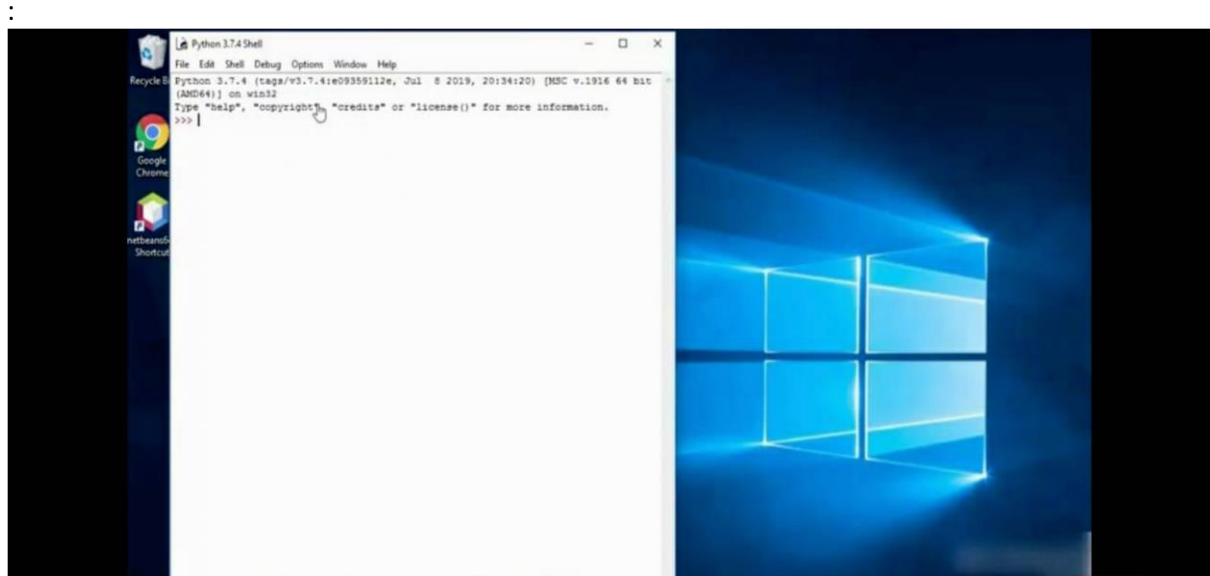 :
Python 3.7.4 Shell
File Edit Shell Debug Options Window Help
Python 3.7.4 (tags/v3.7.4:e09359112e, Jul 8 2019, 20:34:20) [MSC v.1916 64 bit
(AMD64)] on win32
Type "help", "copyright", "credits" or "license()" for more information.
>>>
Recycle B
Google
Chrome
netbeans6
Shortcut